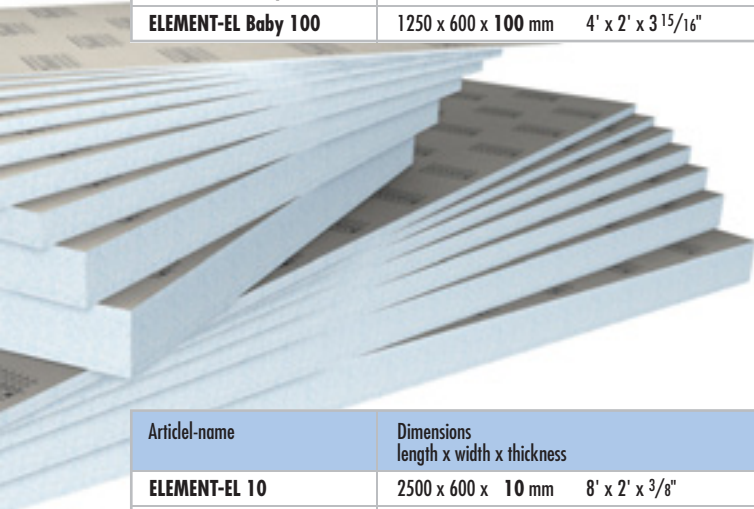 ELEMENT-EL Baby 100 1250 x 600 x 100 mm 4' x 2' x 3 15/16"
Articlel-name Dimensions
length x width x thickness
ELEMENT-EL 10 2500 x 600 x 10 mm 8' x 2' x 3/8"